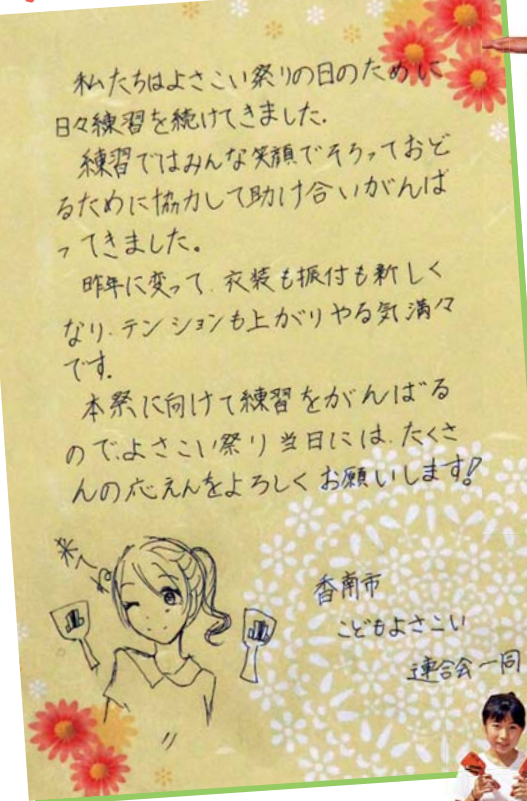 私たちはよさこい祭りの日のために
日々練習を続けてきました.
練習ではみんな笑顔でそろっておど
るために協力して助け合いがんば
ってきました。
昨年に変って、衣装も振付も新しく
なり、テンションも上がりやる気満々
です。
本祭に向けて練習をがんばる
ので、よさこい祭り当日には、たくさ
んの応えんをよろしくお願いします!
香南市
こどもよさこい
連合会一同